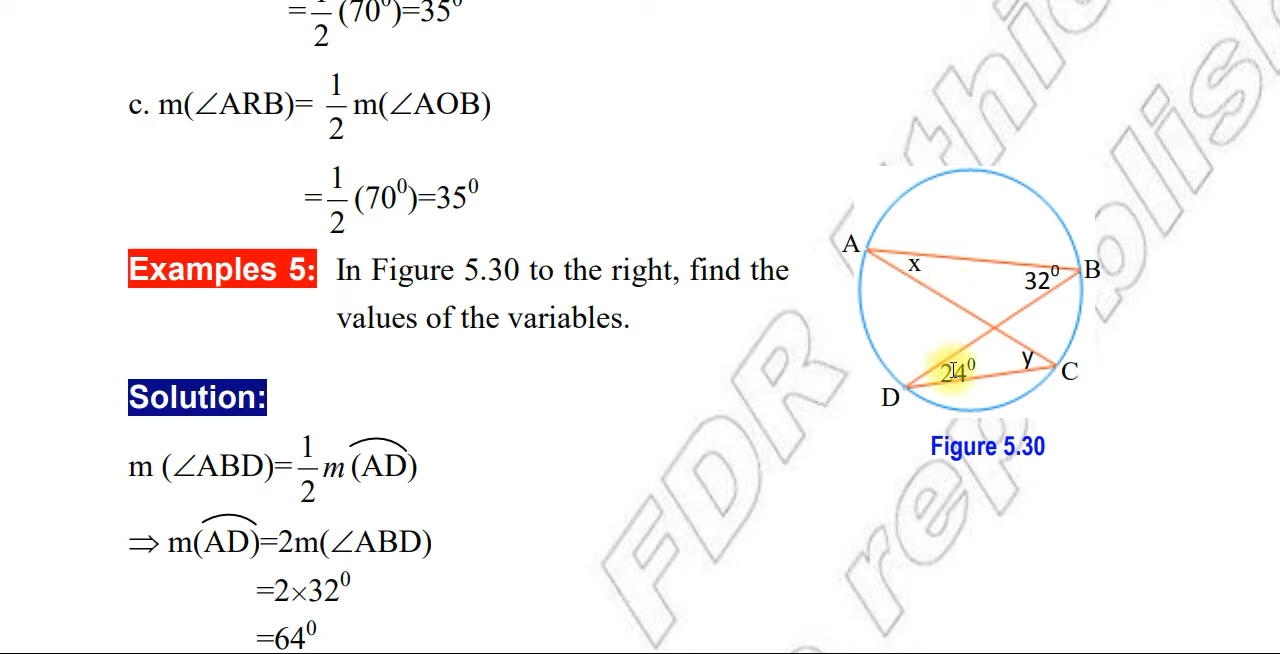 =1/2 (70⁰)=35⁰
c. m(∠ARB)= 1/2 m(∠AOB)
=1/2 (70⁰)=35⁰
Examples 5: In Figure 5.30 to the right, find the
values of the variables.
A
x
B
32⁰
y
C
24⁰
D
Figure 5.30
Solution:
m (∠ABD)=1/2 m (AD)
⇒ m(AD)=2m(∠ABD)
=2×32⁰
=64⁰
FDR